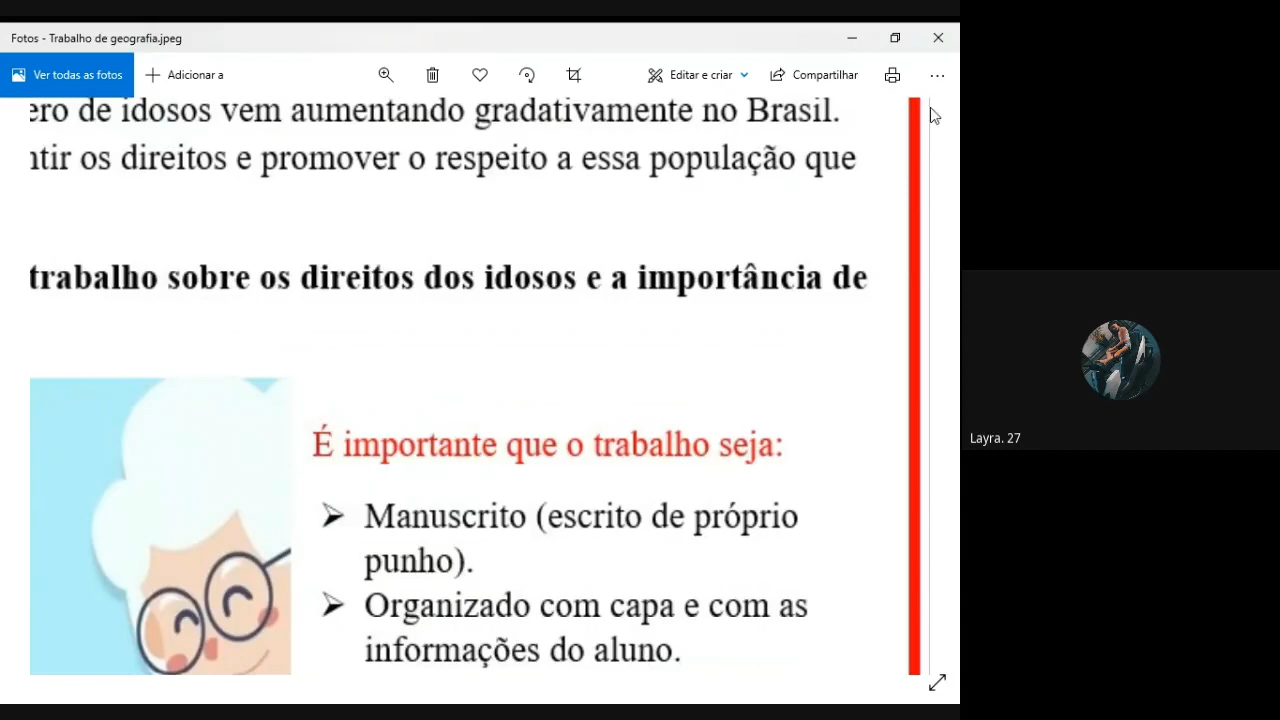 Fotos - Trabalho de geografia.jpeg
Ver todas as fotos
Adicionar a
Editar e criar
Compartilhar
ero de idosos vem aumentando gradativamente no Brasil.
ntir os direitos e promover o respeito a essa população que
trabalho sobre os direitos dos idosos e a importância de
É importante que o trabalho seja:
Manuscrito (escrito de próprio
punho).
Organizado com capa e com as
informações do aluno.
Layra. 27